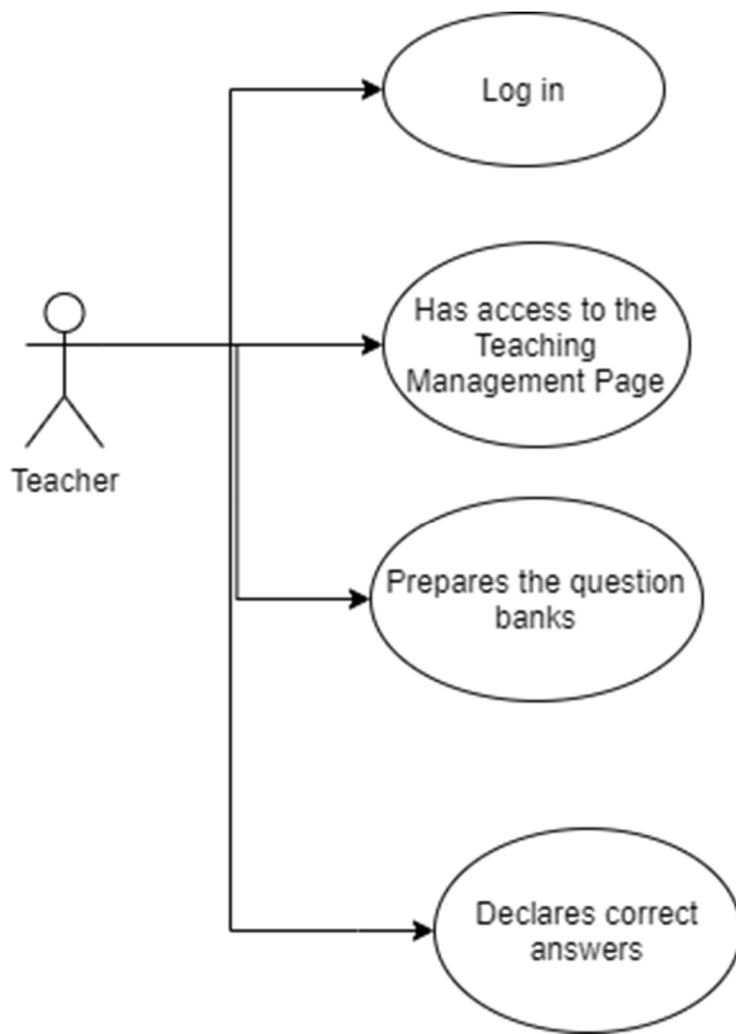 Log in
Has access to the
Teaching
Management Page
Teacher
Prepares the question
banks
Declares correct
answers